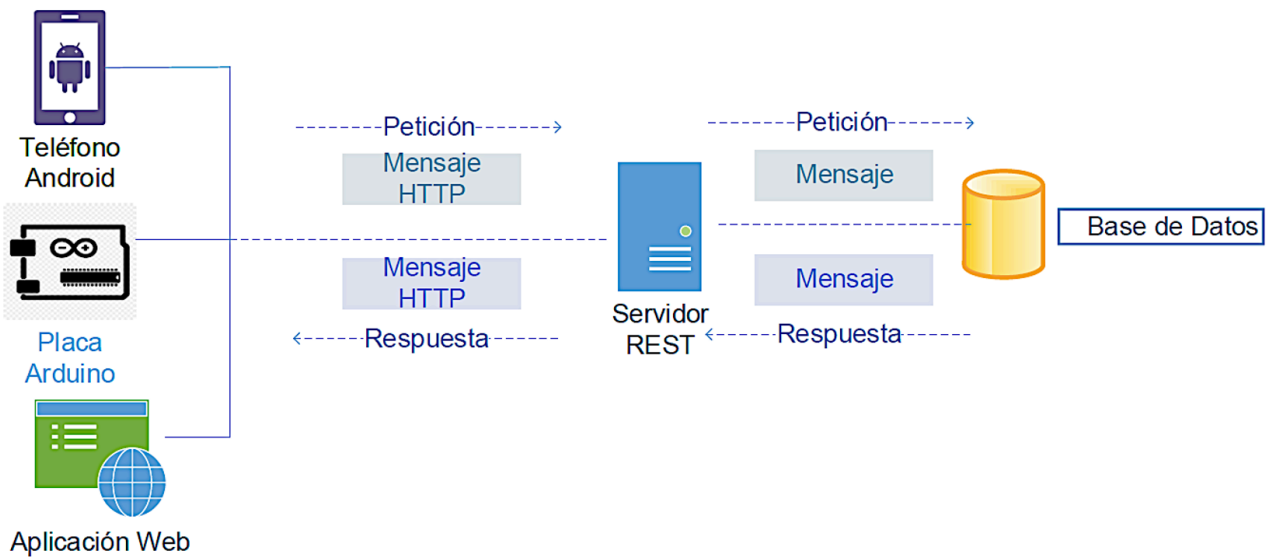 Teléfono
Android
Placa
Arduino
Aplicación Web
Petición
Mensaje
HTTP
Mensaje
HTTP
Respuesta
Servidor
REST
Petición
Mensaje
Mensaje
Respuesta
Base de Datos